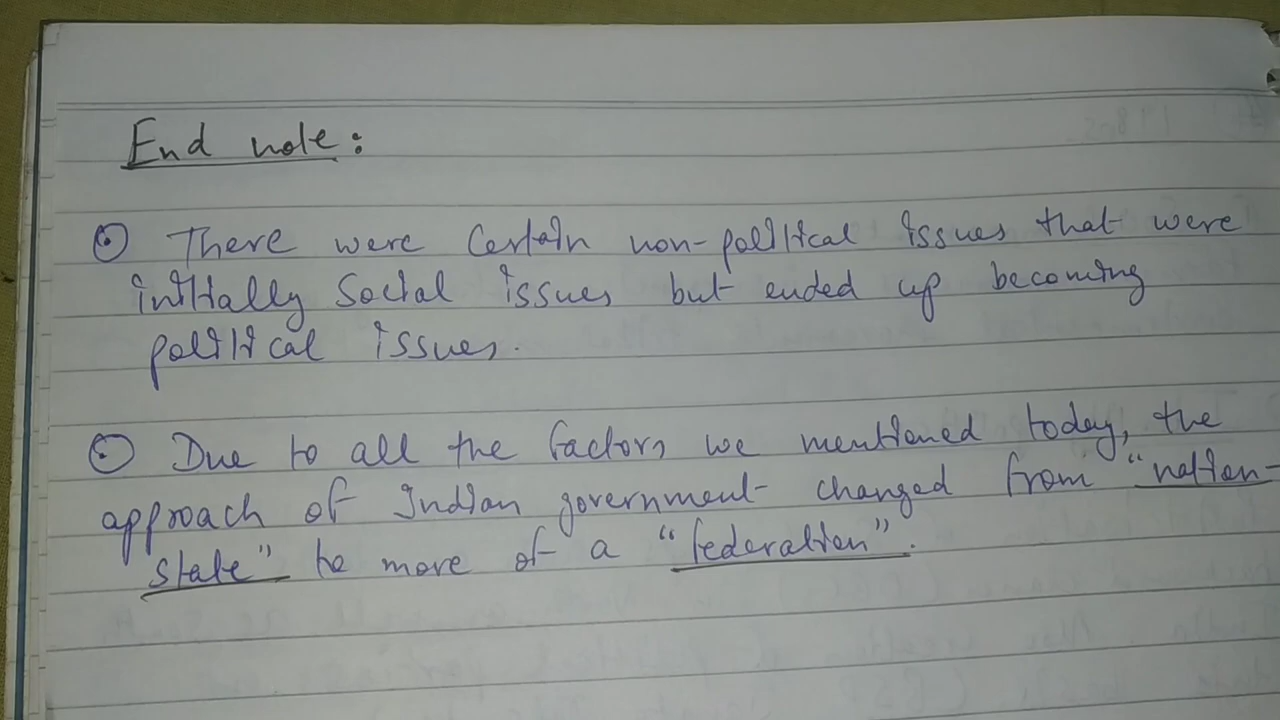 End note:
⊙ There were certain non-political issues that were
initially social issues but ended up becoming
political issues.
⊙ Due to all the factors we mentioned today, the
approach of Indian government changed from "nation-
state" to more of a "federation".